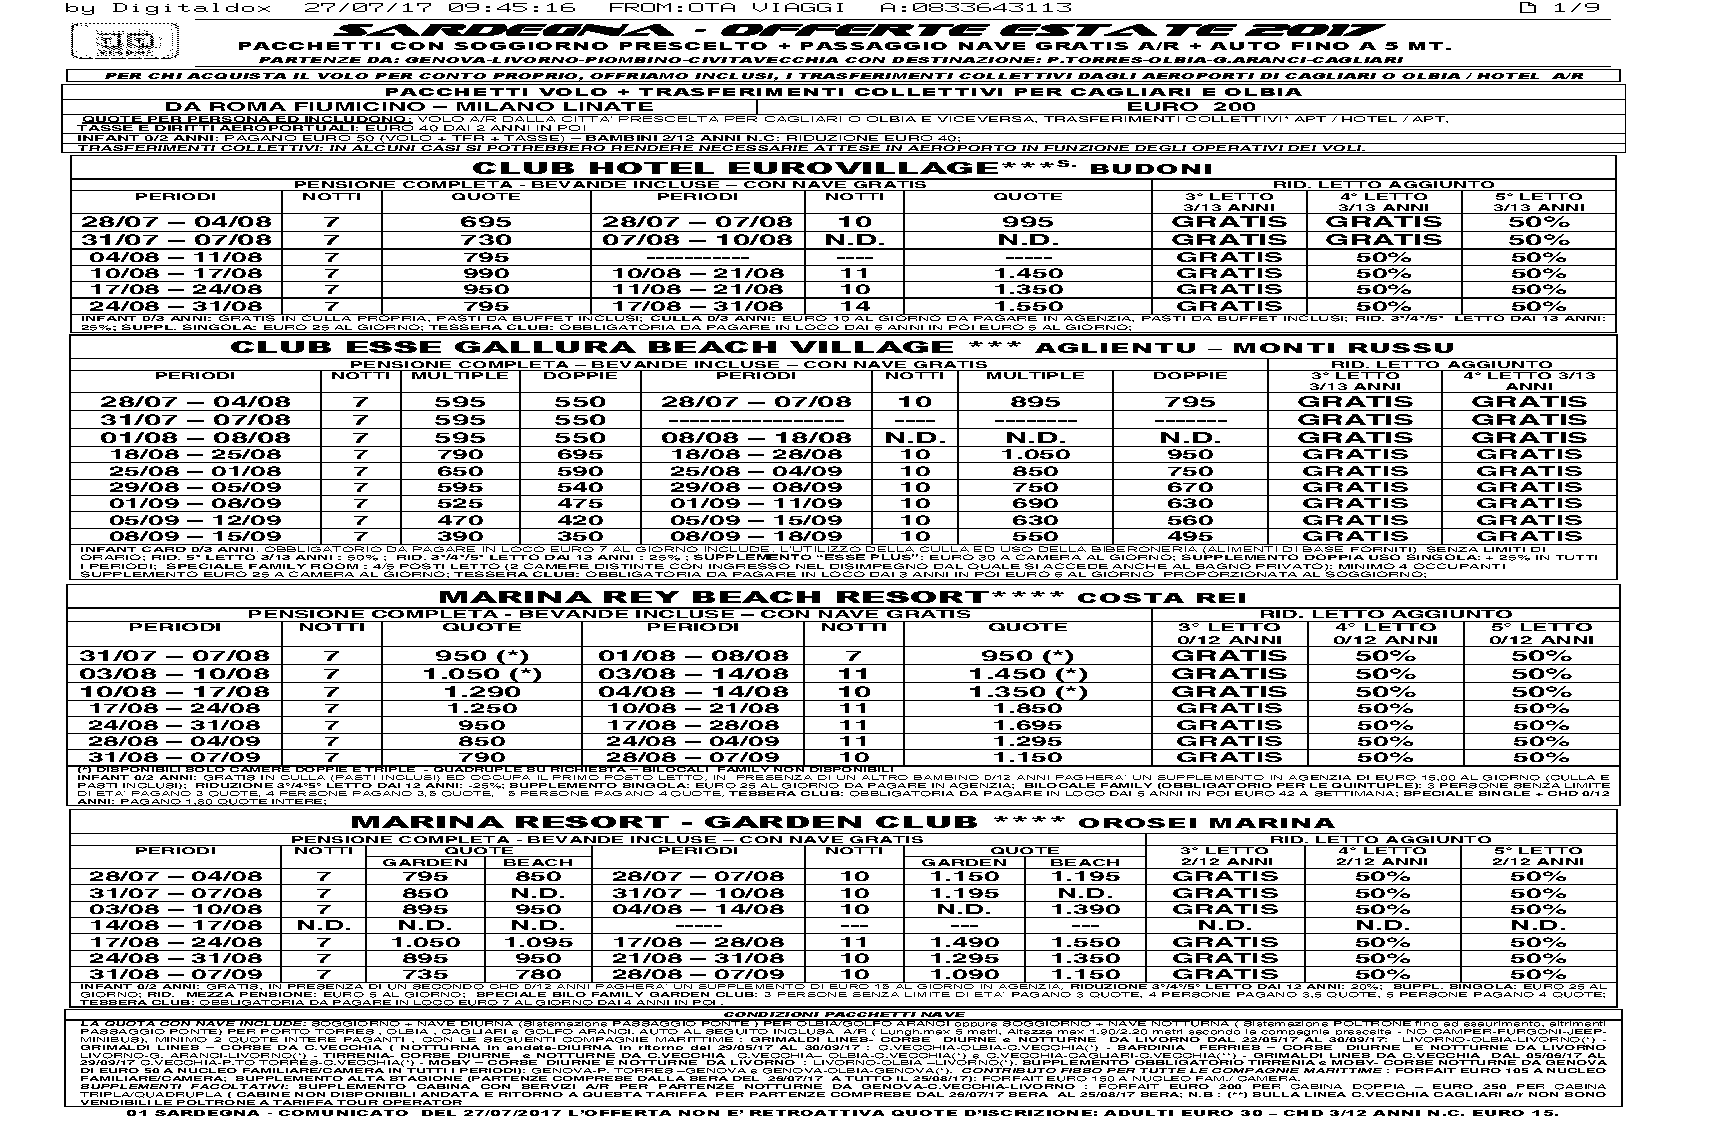 by Digitaldox 27/07/17 09:45:16 FROM:OTA VIAGGI A:0833643113 1/9
SARDEGNA - OFFERTE ESTATE 2017
PACCHETTI CON SOGGIORNO PRESCELTO + PASSAGGIO NAVE GRATIS A/R + AUTO FINO A 5 MT.
PARTENZE DA: GENOVA-LIVORNO-PIOMBINO-CIVITAVECCHIA CON DESTINAZIONE: P.TORRES-OLBIA-G.ARANCI-CAGLIARI
PER CHI ACQUISTA IL VOLO PER CONTO PROPRIO, OFFRIAMO INCLUSI, I TRASFERIMENTI COLLETTIVI DAGLI AEROPORTI DI CAGLIARI O OLBIA / HOTEL A/R
PACCHETTI VOLO + TRASFERIMENTI COLLETTIVI PER CAGLIARI E OLBIA
DA ROMA FIUMICINO – MILANO LINATE EURO 200
QUOTE PER PERSONA ED INCLUDONO: VOLO A/R DALLA CITTA' PRESCELTA PER CAGLIARI O OLBIA E VICEVERSA, TRASFERIMENTI COLLETTIVI* APT / HOTEL / APT,
TASSE E DIRITTI AEROPORTUALI: EURO 40 DAI 2 ANNI IN POI
INFANT 0/2 ANNI: PAGANO EURO 50 (VOLO + TFR + TASSE) – BAMBINI 2/12 ANNI N.C: RIDUZIONE EURO 40;
TRASFERIMENTI COLLETTIVI: IN ALCUNI CASI SI POTREBBERO RENDERE NECESSARIE ATTESE IN AEROPORTO IN FUNZIONE DEGLI OPERATIVI DEI VOLI.
CLUB HOTEL EUROVILLAGE***S. BUDONI
PENSIONE COMPLETA - BEVANDE INCLUSE – CON NAVE GRATIS RID. LETTO AGGIUNTO
PERIODI NOTTI QUOTE PERIODI NOTTI QUOTE 3° LETTO 4° LETTO 5° LETTO
3/13 ANNI 3/13 ANNI 3/13 ANNI
28/07 – 04/08 7 695 28/07 – 07/08 10 995 GRATIS GRATIS 50%
31/07 – 07/08 7 730 07/08 – 10/08 N.D. N.D. GRATIS GRATIS 50%
04/08 – 11/08 7 795 ----------- ---- ----- GRATIS 50% 50%
10/08 – 17/08 7 990 10/08 – 21/08 11 1.450 GRATIS 50% 50%
17/08 – 24/08 7 950 11/08 – 21/08 10 1.350 GRATIS 50% 50%
24/08 – 31/08 7 795 17/08 – 31/08 14 1.550 GRATIS 50% 50%
INFANT 0/3 ANNI: GRATIS IN CULLA PROPRIA, PASTI DA BUFFET INCLUSI; CULLA 0/3 ANNI: EURO 10 AL GIORNO DA PAGARE IN AGENZIA, PASTI DA BUFFET INCLUSI; RID. 3°/4°/5° LETTO DAI 13 ANNI:
25%; SUPPL. SINGOLA: EURO 25 AL GIORNO; TESSERA CLUB: OBBLIGATORIA DA PAGARE IN LOCO DAI 5 ANNI IN POI EURO 5 AL GIORNO;
CLUB ESSE GALLURA BEACH VILLAGE *** AGLIENTU – MONTI RUSSU
PENSIONE COMPLETA – BEVANDE INCLUSE – CON NAVE GRATIS RID. LETTO AGGIUNTO
PERIODI NOTTI MULTIPLE DOPPIE PERIODI NOTTI MULTIPLE DOPPIE 3° LETTO 4° LETTO 3/13
3/13 ANNI ANNI
28/07 – 04/08 7 595 550 28/07 – 07/08 10 895 795 GRATIS GRATIS
31/07 – 07/08 7 595 550 ----------------- ---- -------- ------- GRATIS GRATIS
01/08 – 08/08 7 595 550 08/08 – 18/08 N.D. N.D. N.D. GRATIS GRATIS
18/08 – 25/08 7 790 695 18/08 – 28/08 10 1.050 950 GRATIS GRATIS
25/08 – 01/08 7 650 590 25/08 – 04/09 10 850 750 GRATIS GRATIS
29/08 – 05/09 7 595 540 29/08 – 08/09 10 750 670 GRATIS GRATIS
01/09 – 08/09 7 525 475 01/09 – 11/09 10 690 630 GRATIS GRATIS
05/09 – 12/09 7 470 420 05/09 – 15/09 10 630 560 GRATIS GRATIS
08/09 – 15/09 7 390 350 08/09 – 18/09 10 550 495 GRATIS GRATIS
INFANT CARD 0/3 ANNI: OBBLIGATORIO DA PAGARE IN LOCO EURO 7 AL GIORNO INCLUDE, L'UTILIZZO DELLA CULLA ED USO DELLA BIBERONERIA (ALIMENTI DI BASE FORNITI) SENZA LIMITI DI
ORARIO; RID. 5° LETTO 3/13 ANNI : 50% ; RID. 3°/4°/5° LETTO DAI 13 ANNI : 25% ; SUPPLEMENTO "ESSE PLUS": EURO 30 A CAMERA AL GIORNO; SUPPLEMENTO DOPPIA USO SINGOLA: + 25% IN TUTTI
I PERIODI; SPECIALE FAMILY ROOM : 4/5 POSTI LETTO (2 CAMERE DISTINTE CON INGRESSO NEL DISIMPEGNO DAL QUALE SI ACCEDE ANCHE AL BAGNO PRIVATO): MINIMO 4 OCCUPANTI
SUPPLEMENTO EURO 25 A CAMERA AL GIORNO; TESSERA CLUB: OBBLIGATORIA DA PAGARE IN LOCO DAI 3 ANNI IN POI EURO 6 AL GIORNO PROPORZIONATA AL SOGGIORNO;
MARINA REY BEACH RESORT**** COSTA REI
PENSIONE COMPLETA - BEVANDE INCLUSE – CON NAVE GRATIS RID. LETTO AGGIUNTO
PERIODI NOTTI QUOTE PERIODI NOTTI QUOTE 3° LETTO 4° LETTO 5° LETTO
0/12 ANNI 0/12 ANNI 0/12 ANNI
31/07 – 07/08 7 950 (*) 01/08 – 08/08 7 950 (*) GRATIS 50% 50%
03/08 – 10/08 7 1.050 (*) 03/08 – 14/08 11 1.450 (*) GRATIS 50% 50%
10/08 – 17/08 7 1.290 04/08 – 14/08 10 1.350 (*) GRATIS 50% 50%
17/08 – 24/08 7 1.250 10/08 – 21/08 11 1.850 GRATIS 50% 50%
24/08 – 31/08 7 950 17/08 – 28/08 11 1.695 GRATIS 50% 50%
28/08 – 04/09 7 850 24/08 – 04/09 11 1.295 GRATIS 50% 50%
31/08 – 07/09 7 790 28/08 – 07/09 10 1.150 GRATIS 50% 50%
(*) DISPONIBILI SOLO CAMERE DOPPIE E TRIPLE - QUADRUPLE SU RICHIESTA – BILOCALI FAMILY NON DISPONIBILI
INFANT 0/2 ANNI: GRATIS IN CULLA (PASTI INCLUSI) ED OCCUPA IL PRIMO POSTO LETTO, IN PRESENZA DI UN ALTRO BAMBINO 0/12 ANNI PAGHERA' UN SUPPLEMENTO IN AGENZIA DI EURO 15,00 AL GIORNO (CULLA E
PASTI INCLUSI); RIDUZIONE 3°/4°/5° LETTO DAI 12 ANNI: -25%; SUPPLEMENTO SINGOLA: EURO 25 AL GIORNO DA PAGARE IN AGENZIA; BILOCALE FAMILY (OBBLIGATORIO PER LE QUINTUPLE): 3 PERSONE SENZA LIMITE
DI ETA' PAGANO 3 QUOTE, 4 PERSONE PAGANO 3,5 QUOTE, 5 PERSONE PAGANO 4 QUOTE, TESSERA CLUB: OBBLIGATORIA DA PAGARE IN LOCO DAI 5 ANNI IN POI EURO 42 A SETTIMANA; SPECIALE SINGLE + CHD 0/12
ANNI: PAGANO 1,80 QUOTE INTERE;
MARINA RESORT - GARDEN CLUB **** OROSEI MARINA
PENSIONE COMPLETA - BEVANDE INCLUSE – CON NAVE GRATIS RID. LETTO AGGIUNTO
PERIODI NOTTI QUOTE PERIODI NOTTI QUOTE 3° LETTO 4° LETTO 5° LETTO
GARDEN BEACH GARDEN BEACH 2/12 ANNI 2/12 ANNI 2/12 ANNI
28/07 – 04/08 7 795 850 28/07 – 07/08 10 1.150 1.195 GRATIS 50% 50%
31/07 – 07/08 7 850 N.D. 31/07 – 10/08 10 1.195 N.D. GRATIS 50% 50%
03/08 – 10/08 7 895 950 04/08 – 14/08 10 N.D. 1.390 GRATIS 50% 50%
14/08 – 17/08 N.D. N.D. N.D. ----- --- --- --- N.D. N.D. N.D.
17/08 – 24/08 7 1.050 1.095 17/08 – 28/08 11 1.490 1.550 GRATIS 50% 50%
24/08 – 31/08 7 895 950 21/08 – 31/08 10 1.295 1.350 GRATIS 50% 50%
31/08 – 07/09 7 735 780 28/08 – 07/09 10 1.090 1.150 GRATIS 50% 50%
INFANT 0/2 ANNI: GRATIS, IN PRESENZA DI UN SECONDO CHD 0/12 ANNI PAGHERA' UN SUPPLEMENTO DI EURO 15 AL GIORNO IN AGENZIA, RIDUZIONE 3°/4°/5° LETTO DAI 12 ANNI: 20%; SUPPL. SINGOLA: EURO 25 AL
GIORNO; RID. MEZZA PENSIONE: EURO 5 AL GIORNO; SPECIALE BILO FAMILY GARDEN CLUB: 3 PERSONE SENZA LIMITE DI ETA' PAGANO 3 QUOTE, 4 PERSONE PAGANO 3,5 QUOTE, 5 PERSONE PAGANO 4 QUOTE;
TESSERA CLUB: OBBLIGATORIA DA PAGARE IN LOCO EURO 7 AL GIORNO DAI 4 ANNI IN POI .
CONDIZIONI PACCHETTI NAVE
LA QUOTA CON NAVE INCLUDE: SOGGIORNO + NAVE DIURNA (Sistemazione PASSAGGIO PONTE ) PER OLBIA/GOLFO ARANCI oppure SOGGIORNO + NAVE NOTTURNA ( Sistemazione POLTRONE fino ad esaurimento, altrimenti
PASSAGGIO PONTE) PER PORTO TORRES , OLBIA , CAGLIARI e GOLFO ARANCI, AUTO AL SEGUITO INCLUSA A/R ( Lungh.max 5 metri, Altezza max 1.90/2.20 metri secondo le compagnie prescelte - NO CAMPER-FURGONI-JEEP-
MINIBUS), MINIMO 2 QUOTE INTERE PAGANTI , CON LE SEGUENTI COMPAGNIE MARITTIME : GRIMALDI LINES- CORSE DIURNE e NOTTURNE DA LIVORNO DAL 22/05/17 AL 30/09/17: LIVORNO-OLBIA-LIVORNO(*) -
GRIMALDI LINES – CORSE DA C.VECCHIA ( NOTTURNA in andata-DIURNA in ritorno dal 29/05/17 AL 30/09/17 : C.VECCHIA-OLBIA-C.VECCHIA(*) - SARDINIA FERRIES – CORSE DIURNE E NOTTURNE DA LIVORNO
LIVORNO-G. ARANCI-LIVORNO(*) - TIRRENIA- CORSE DIURNE e NOTTURNE DA C.VECCHIA C.VECCHIA– OLBIA-C.VECCHIA(*) e C.VECCHIA-CAGLIARI-C.VECCHIA(**) - GRIMALDI LINES DA C.VECCHIA DAL 05/06/17 AL
29/09/17 C.VECCHIA-P.TO TORRES-C.VECCHIA(*) - MOBY – CORSE DIURNE E NOTTURNE DA LIVORNO : LIVORNO-OLBIA –LIVORNO(*), SUPPLEMENTO OBBLIGATORIO TIRRENIA e MOBY- CORSE NOTTURNE DA GENOVA
DI EURO 50 A NUCLEO FAMILIARE/CAMERA IN TUTTI I PERIODI): GENOVA-P. TORRES –GENOVA e GENOVA-OLBIA-GENOVA(*). CONTRIBUTO FISSO PER TUTTE LE COMPAGNIE MARITTIME : FORFAIT EURO 105 A NUCLEO
FAMILIARE/CAMERA; SUPPLEMENTO ALTA STAGIONE (PARTENZE COMPRESE DALLA SERA DEL 26/07/17 A TUTTO IL 25/08/17): FORFAIT EURO 150 A NUCLEO FAM./ CAMERA.
SUPPLEMENTI FACOLTATIVI: SUPPLEMENTO CABINA CON SERVIZI A/R PER PARTENZE NOTTURNE DA GENOVA-C.VECCHIA-LIVORNO : FORFAIT EURO 200 PER CABINA DOPPIA – EURO 250 PER CABINA
TRIPLA/QUADRUPLA ( CABINE NON DISPONIBILI ANDATA E RITORNO A QUESTA TARIFFA PER PARTENZE COMPRESE DAL 26/07/17 SERA AL 25/08/17 SERA; N.B : (**) SULLA LINEA C.VECCHIA CAGLIARI a/r NON SONO
VENDIBILI LE POLTRONE A TARIFFA TOUR OPERATOR
01 SARDEGNA - COMUNICATO DEL 27/07/2017 L'OFFERTA NON E' RETROATTIVA QUOTE D'ISCRIZIONE: ADULTI EURO 30 – CHD 3/12 ANNI N.C. EURO 15.